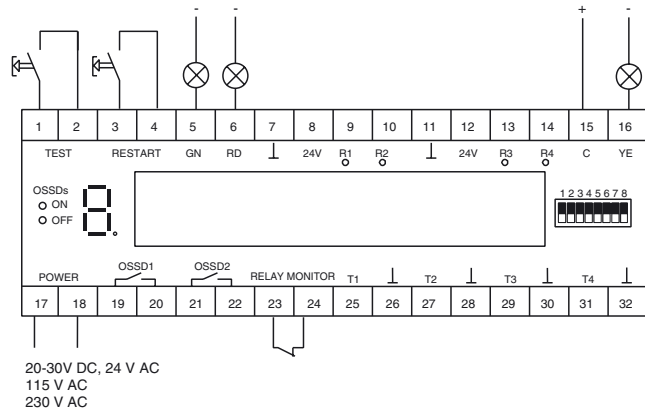 - - + -
1 2 3 4 5 6 7 8 9 10 11 12 13 14 15 16
TEST RESTART GN RD ⊥ 24V R1 R2 ⊥ 24V R3 R4 C YE
OSSDs
ON
OFF
8.
1 2 3 4 5 6 7 8
POWER OSSD1 OSSD2 RELAY MONITOR T1 ⊥ T2 ⊥ T3 ⊥ T4 ⊥
17 18 19 20 21 22 23 24 25 26 27 28 29 30 31 32
20-30V DC, 24 V AC
115 V AC
230 V AC